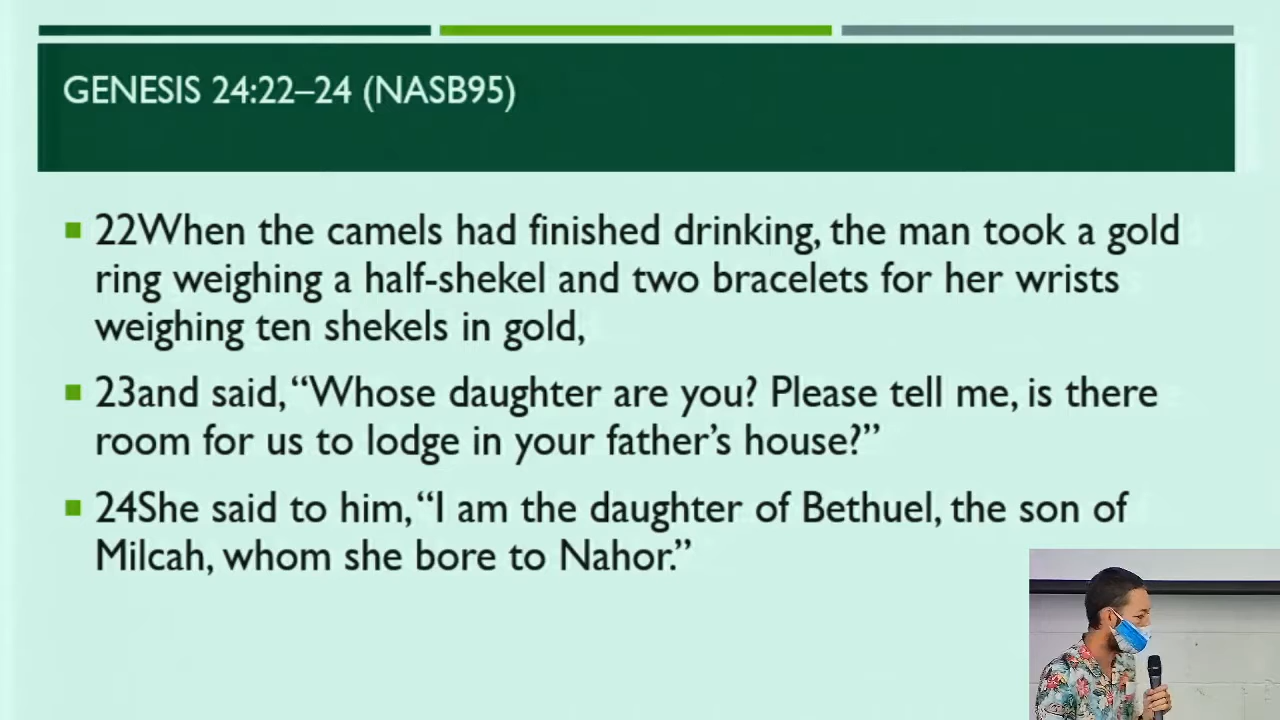 GENESIS 24:22–24 (NASB95)
22When the camels had finished drinking, the man took a gold
ring weighing a half-shekel and two bracelets for her wrists
weighing ten shekels in gold,
23and said, “Whose daughter are you? Please tell me, is there
room for us to lodge in your father’s house?”
24She said to him, “I am the daughter of Bethuel, the son of
Milcah, whom she bore to Nahor.”